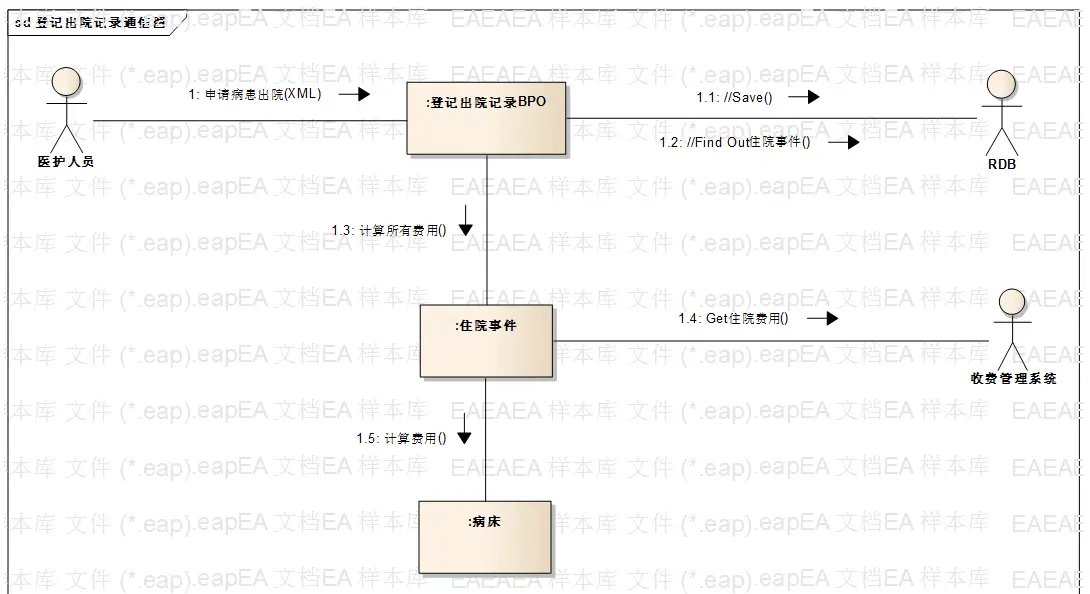 sd 登记出院记录通信图
1: 申请病患出院(XML)
:登记出院记录BPO
1.1: //Save()
1.2: //Find Out住院事件()
医护人员
RDB
1.3: 计算所有费用()
:住院事件
1.4: Get住院费用()
收费管理系统
1.5: 计算费用()
:病床
样本库 文件 (*.eap).eapEA 文档EA 样本库 EAEAEA 样本库 文件 (*.eap).eapEA 文档EA 样本库 EAEAE